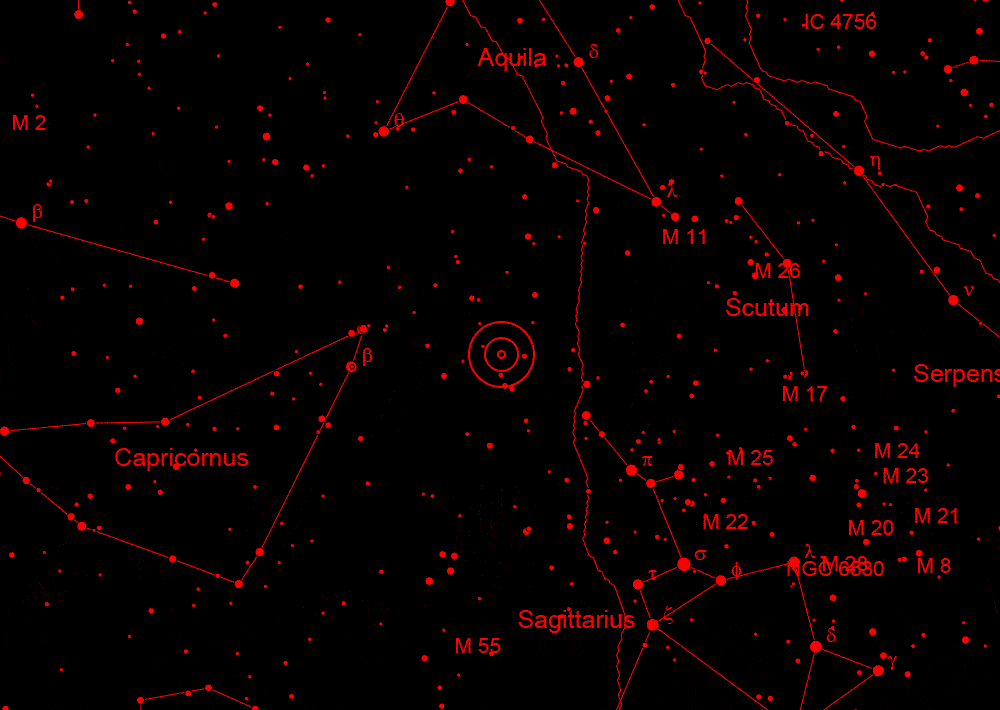 IC 4756
Aquila
δ
M 2
θ
η
λ
β
M 11
M 26
ν
Scutum
β
Serpens
M 17
Capricornus
π
M 25
M 24
M 23
M 22
M 21
M 20
σ
λ
τ
φ
NGC 6530
M 28
M 8
Sagittarius
ζ
δ
M 55
γ